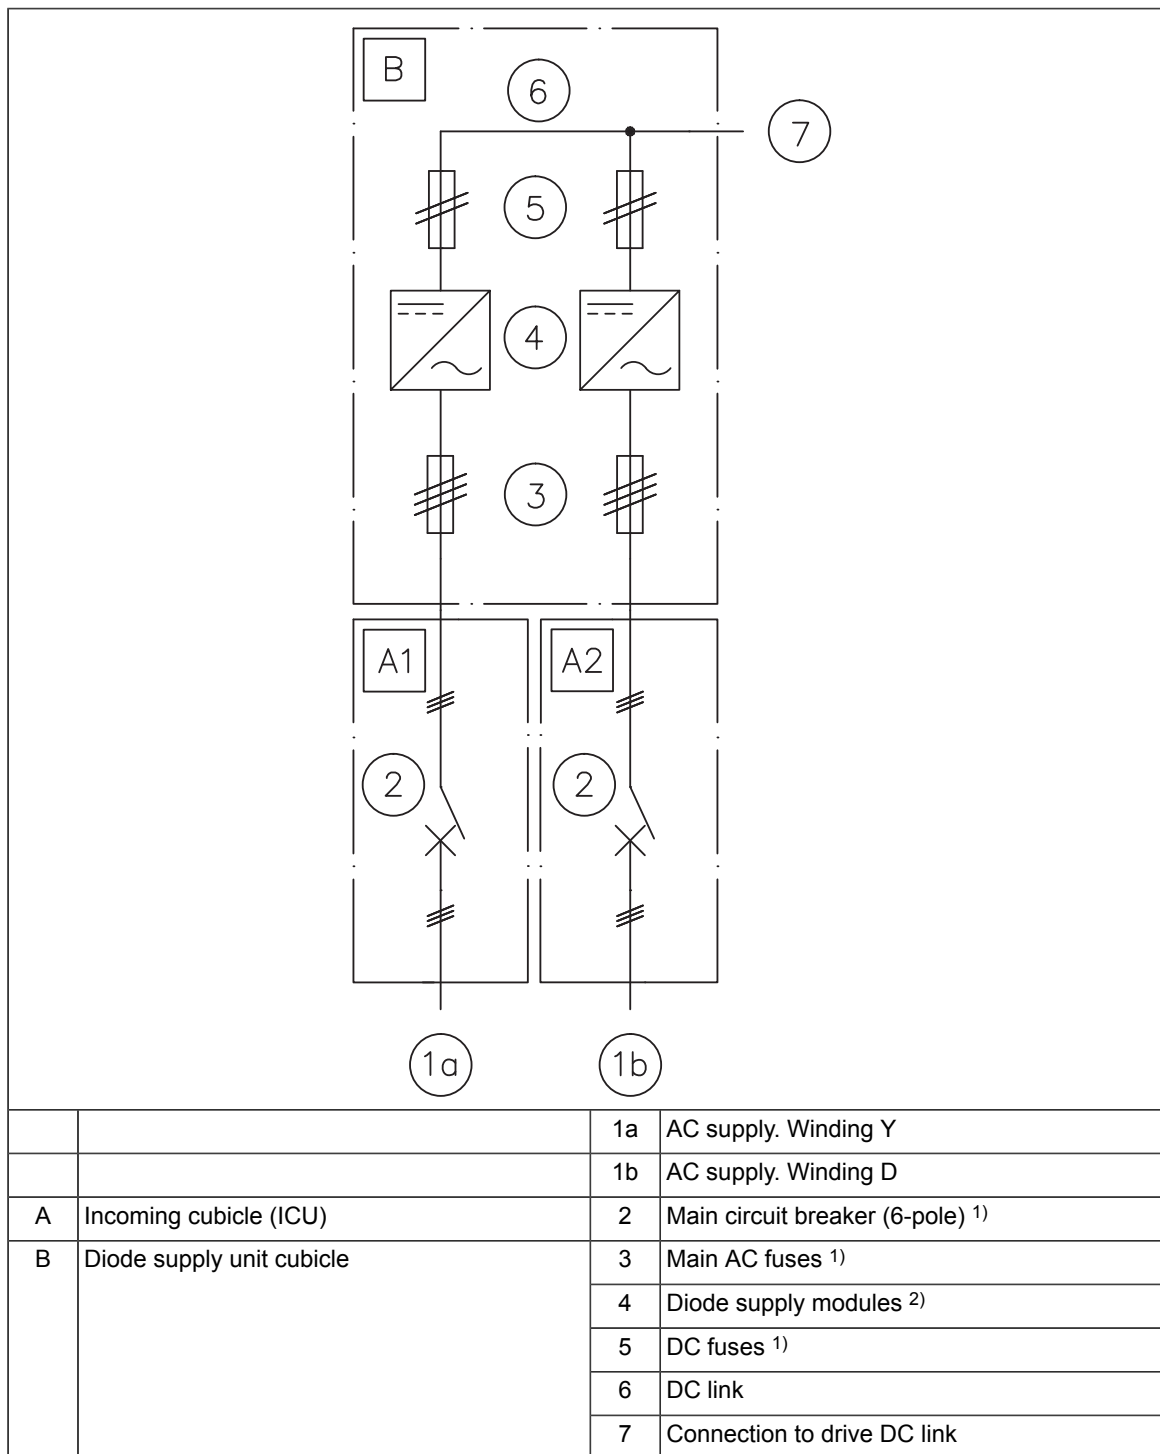 B
6
7
5
4
3
A1
A2
2
2
1a
1b
1a AC supply. Winding Y
1b AC supply. Winding D
A Incoming cubicle (ICU) 2 Main circuit breaker (6-pole) 1)
B Diode supply unit cubicle 3 Main AC fuses 1)
4 Diode supply modules 2)
5 DC fuses 1)
6 DC link
7 Connection to drive DC link